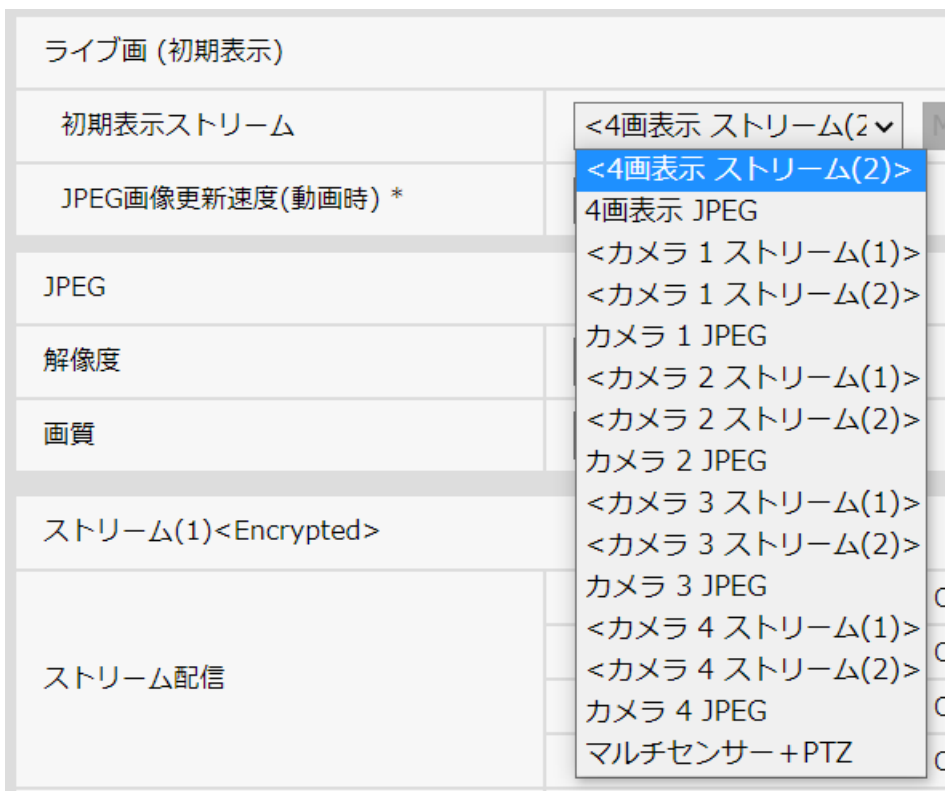 ライブ画 (初期表示)
初期表示ストリーム
<4画表示 ストリーム(2
JPEG画像更新速度(動画時) *
JPEG
解像度
画質
ストリーム(1)<Encrypted>
ストリーム配信
<4画表示 ストリーム(2)>
4画表示 JPEG
<カメラ 1 ストリーム(1)>
<カメラ 1 ストリーム(2)>
カメラ 1 JPEG
<カメラ 2 ストリーム(1)>
<カメラ 2 ストリーム(2)>
カメラ 2 JPEG
<カメラ 3 ストリーム(1)>
<カメラ 3 ストリーム(2)>
カメラ 3 JPEG
<カメラ 4 ストリーム(1)>
<カメラ 4 ストリーム(2)>
カメラ 4 JPEG
マルチセンサー+PTZ